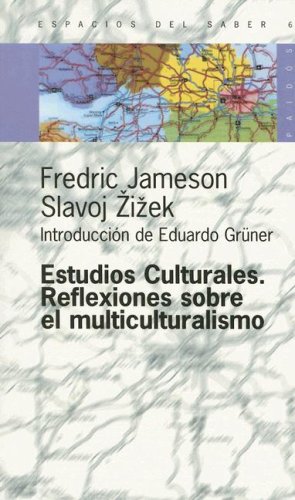 ESPACIOS DEL SABER 6
PAIDÓS
Fredric Jameson
Slavoj Žižek
Introducción de Eduardo Grüner
Estudios Culturales.
Reflexiones sobre
el multiculturalismo